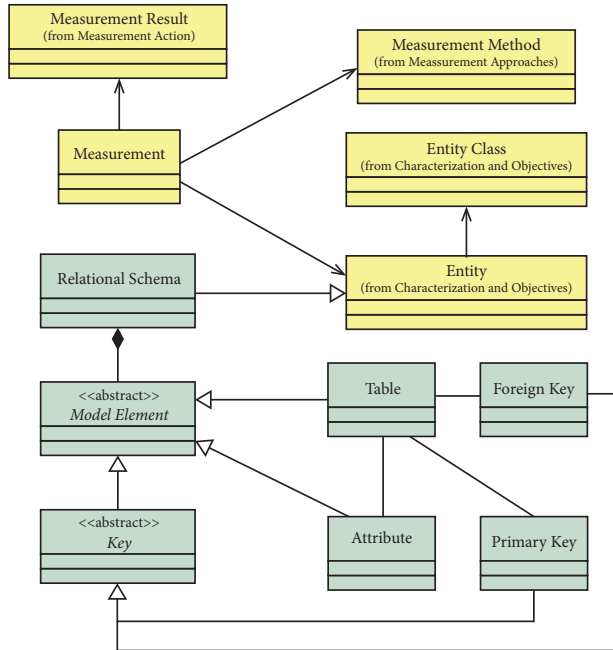 Measurement Result
(from Measurement Action)
Measurement Method
(from Meassurement Approaches)
Measurement
Entity Class
(from Characterization and Objectives)
Relational Schema
Entity
(from Characterization and Objectives)
<<abstract>>
Model Element
Table
Foreign Key
<<abstract>>
Key
Attribute
Primary Key